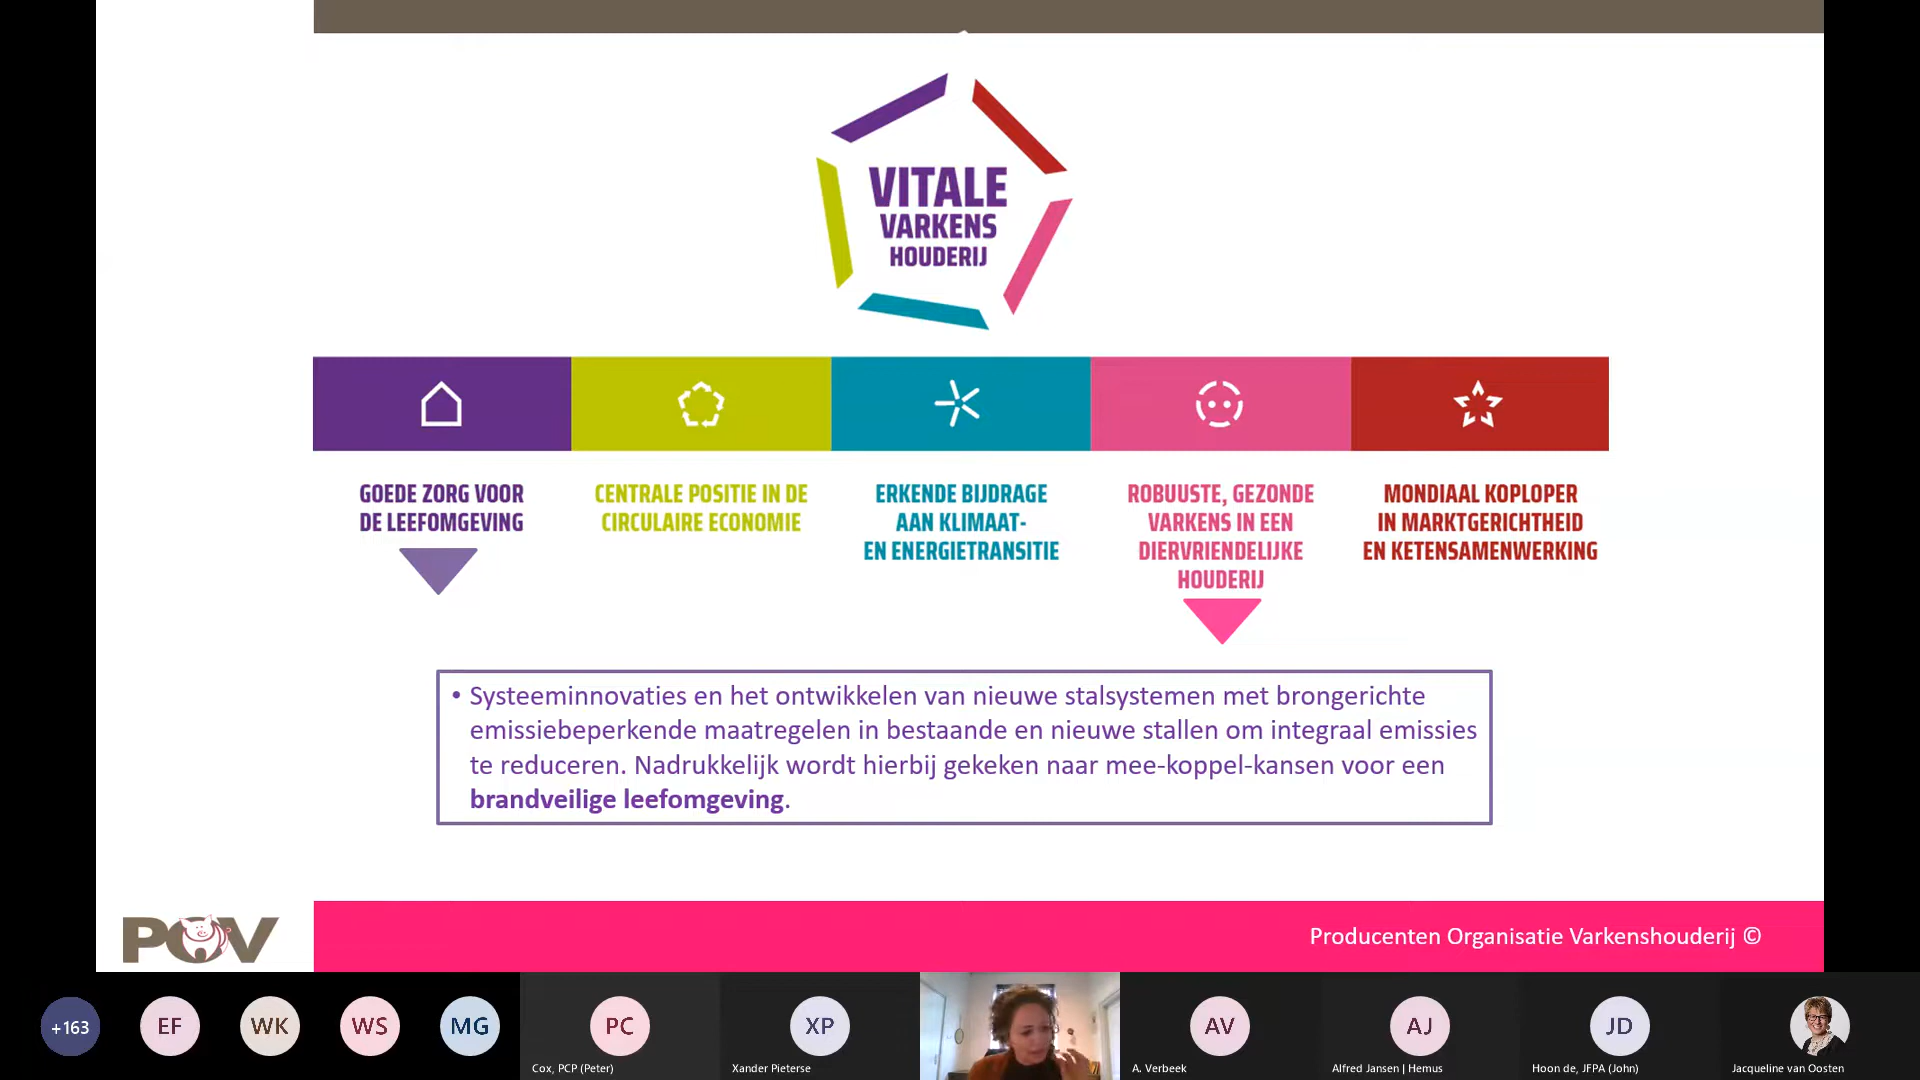 VITALE
VARKENS
HOUDERIJ
GOEDE ZORG VOOR
DE LEEFOMGEVING
CENTRALE POSITIE IN DE
CIRCULAIRE ECONOMIE
ERKENDE BIJDRAGE
AAN KLIMAAT-
EN ENERGIETRANSITIE
ROBUUSTE, GEZONDE
VARKENS IN EEN
DIERVRIENDELIJKE
HOUDERIJ
MONDIAAL KOPLOPER
IN MARKTGERICHTHEID
EN KETENSAMENWERKING
• Systeeminnovaties en het ontwikkelen van nieuwe stalsystemen met brongerichte
emissiebeperkende maatregelen in bestaande en nieuwe stallen om integraal emissies
te reduceren. Nadrukkelijk wordt hierbij gekeken naar mee-koppel-kansen voor een
brandveilige leefomgeving.
POV
Producenten Organisatie Varkenshouderij ©
+163
EF
WK
WS
MG
PC
Cox, PCP (Peter)
XP
Xander Pieterse
AV
A. Verbeek
AJ
Alfred Jansen | Hemus
JD
Hoon de, JFPA (John)
Jacqueline van Oosten